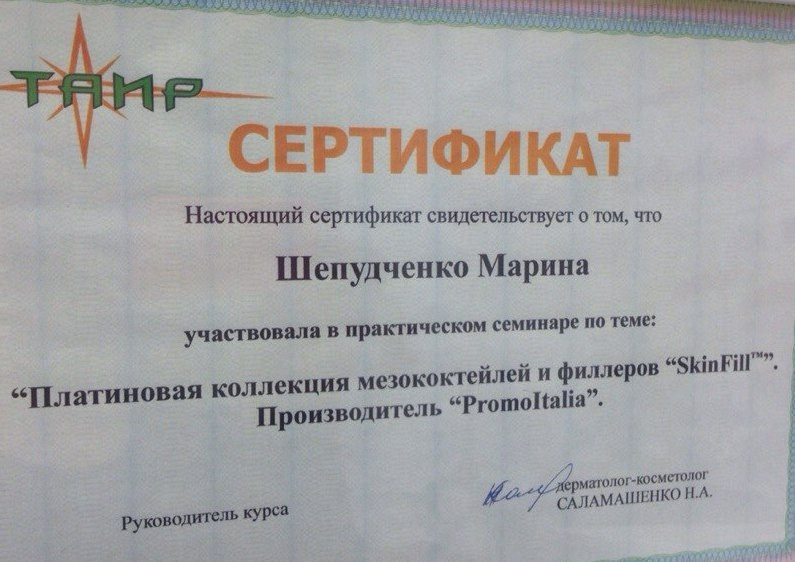 ТАИР
СЕРТИФИКАТ
Настоящий сертификат свидетельствует о том, что
Шепудченко Марина
участвовала в практическом семинаре по теме:
“Платиновая коллекция мезококтейлей и филлеров “SkinFill™”.
Производитель “PromoItalia”.
дерматолог-косметолог
Руководитель курса САЛАМАШЕНКО Н.А.